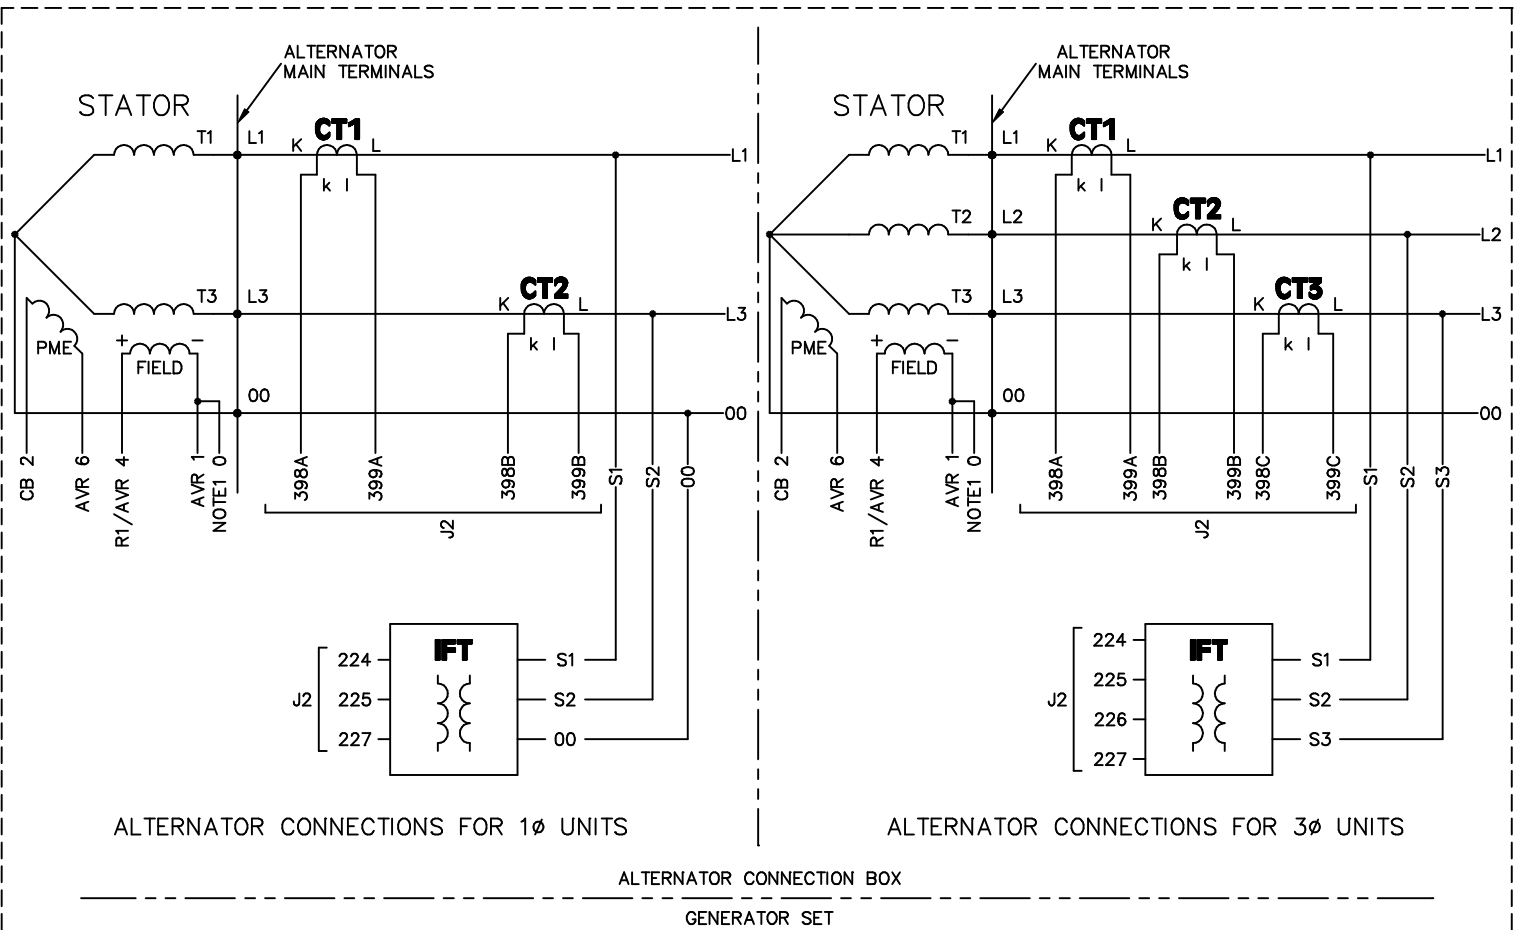 ALTERNATOR
MAIN TERMINALS
STATOR
T1
L1
K
CT1
L
k l
L1
T3
L3
K
CT2
L
k l
L3
PME
+
FIELD
-
00
00
CB 2
AVR 6
R1/AVR 4
AVR 1
NOTE1 0
398A
399A
398B
399B
S1
S2
00
J2
IFT
J2
224
225
227
S1
S2
00
ALTERNATOR CONNECTIONS FOR 1ø UNITS
ALTERNATOR
MAIN TERMINALS
STATOR
T1
L1
K
CT1
L
k l
L1
T2
L2
K
CT2
L
k l
L2
T3
L3
K
CT3
L
k l
L3
PME
+
FIELD
-
00
00
CB 2
AVR 6
R1/AVR 4
AVR 1
NOTE1 0
398A
399A
398B
399B
398C
399C
S1
S2
S3
J2
IFT
J2
224
225
226
227
S1
S2
S3
ALTERNATOR CONNECTIONS FOR 3ø UNITS
ALTERNATOR CONNECTION BOX
GENERATOR SET